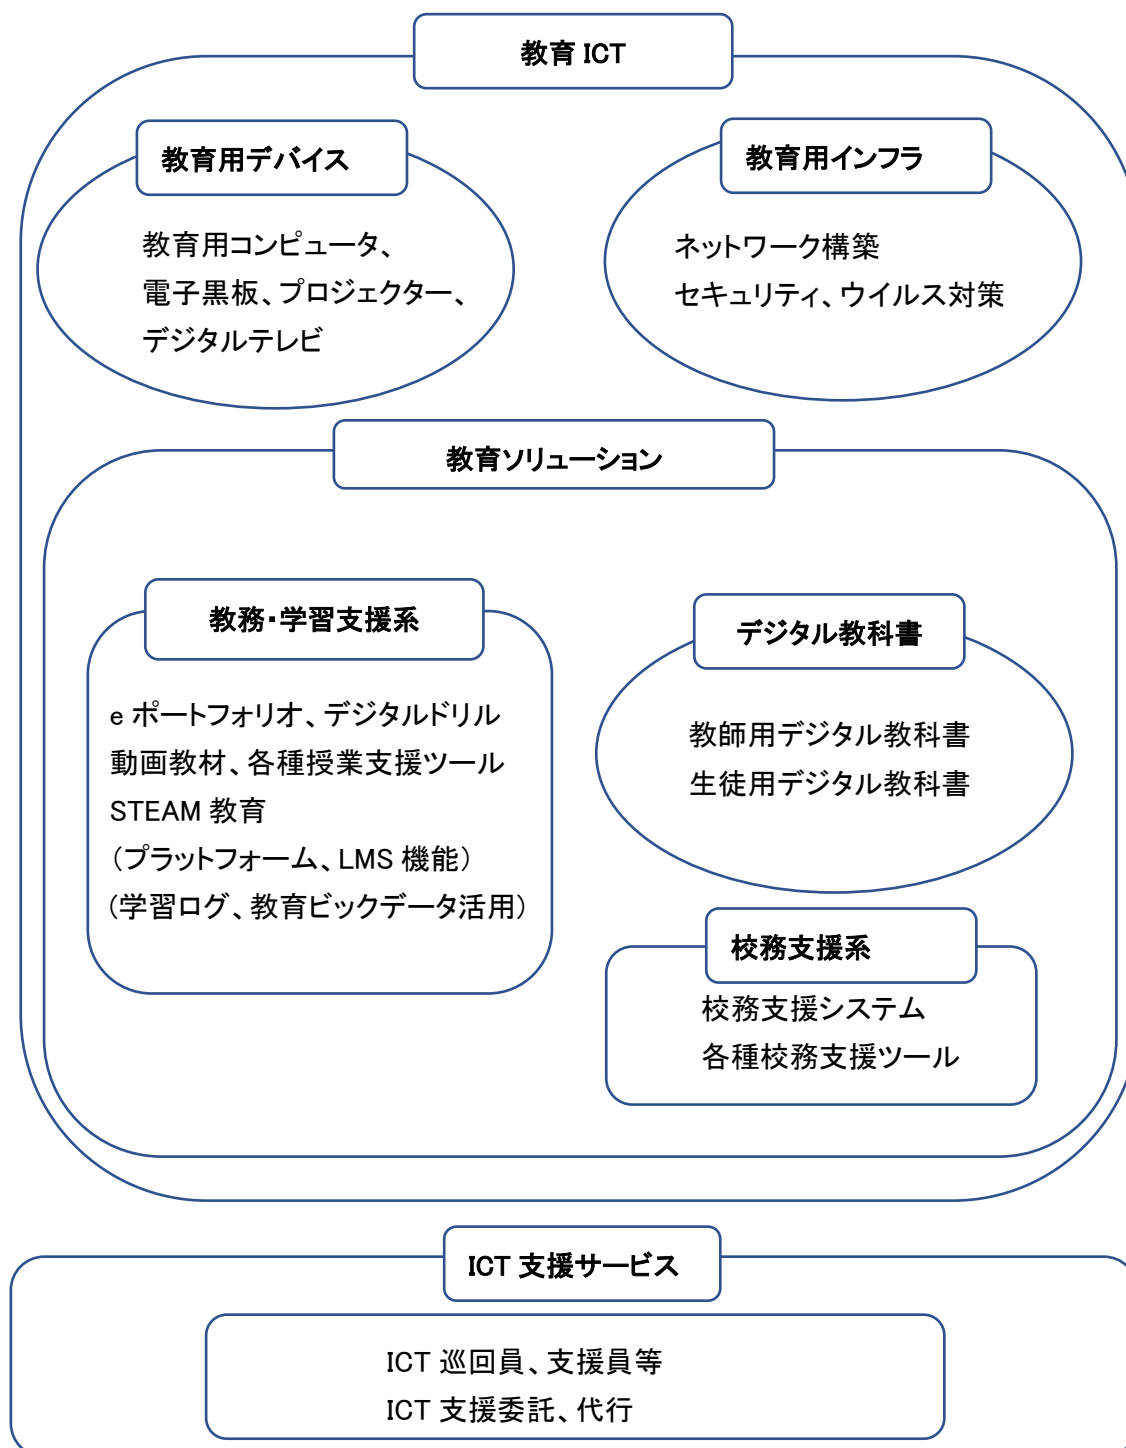 教育 ICT
教育用デバイス
教育用コンピュータ、
電子黒板、プロジェクター、
デジタルテレビ
教育用インフラ
ネットワーク構築
セキュリティ、ウイルス対策
教育ソリューション
教務・学習支援系
e ポートフォリオ、デジタルドリル
動画教材、各種授業支援ツール
STEAM 教育
（プラットフォーム、LMS 機能）
（学習ログ、教育ビックデータ活用）
デジタル教科書
教師用デジタル教科書
生徒用デジタル教科書
校務支援系
校務支援システム
各種校務支援ツール
ICT 支援サービス
ICT 巡回員、支援員等
ICT 支援委託、代行